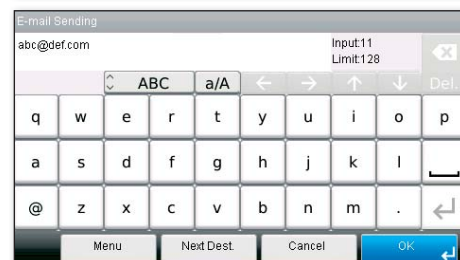 E-mail Sending
abc@def.com
Input:11
Limit:128
ABC a/A Del.
q w e r t y u i o p
a s d f g h j k l
@ z x c v b n m .
Menu Next Dest. Cancel OK